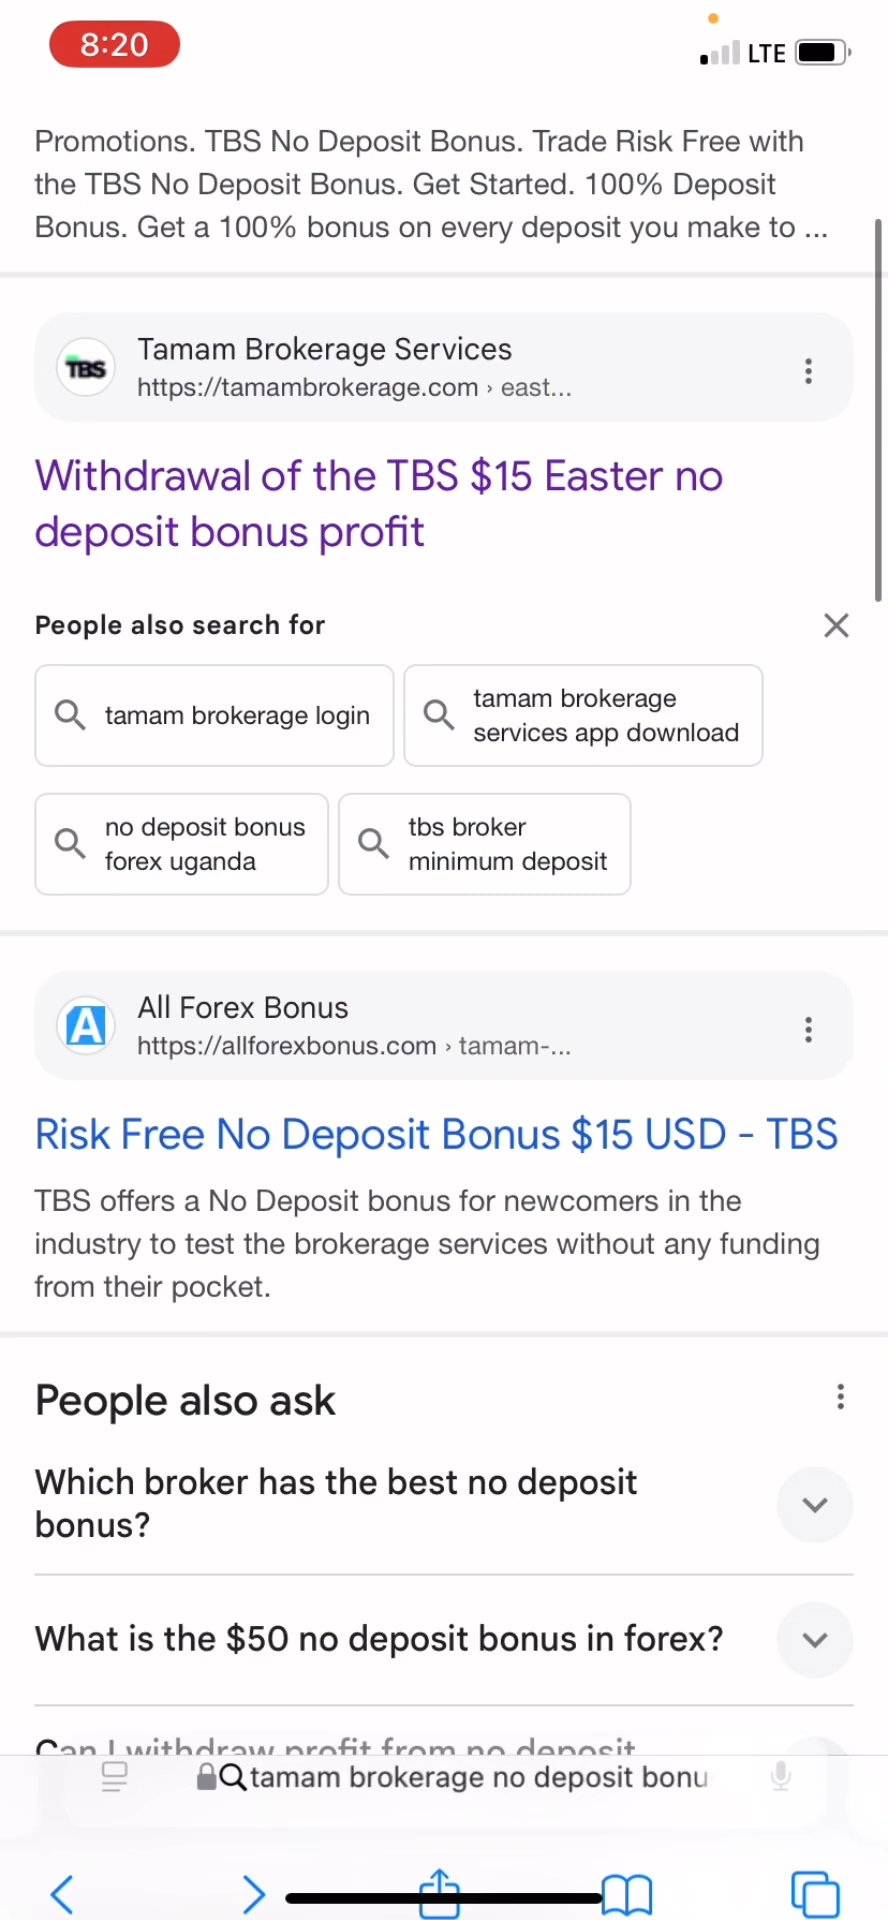 8:20
LTE
Promotions. TBS No Deposit Bonus. Trade Risk Free with
the TBS No Deposit Bonus. Get Started. 100% Deposit
Bonus. Get a 100% bonus on every deposit you make to ...
TBS
Tamam Brokerage Services
https://tamambrokerage.com › east...
Withdrawal of the TBS $15 Easter no
deposit bonus profit
People also search for
tamam brokerage login
tamam brokerage
services app download
no deposit bonus
forex uganda
tbs broker
minimum deposit
A
All Forex Bonus
https://allforexbonus.com › tamam-...
Risk Free No Deposit Bonus $15 USD - TBS
TBS offers a No Deposit bonus for newcomers in the
industry to test the brokerage services without any funding
from their pocket.
People also ask
Which broker has the best no deposit
bonus?
What is the $50 no deposit bonus in forex?
Can I withdraw profit from no deposit
tamam brokerage no deposit bonu